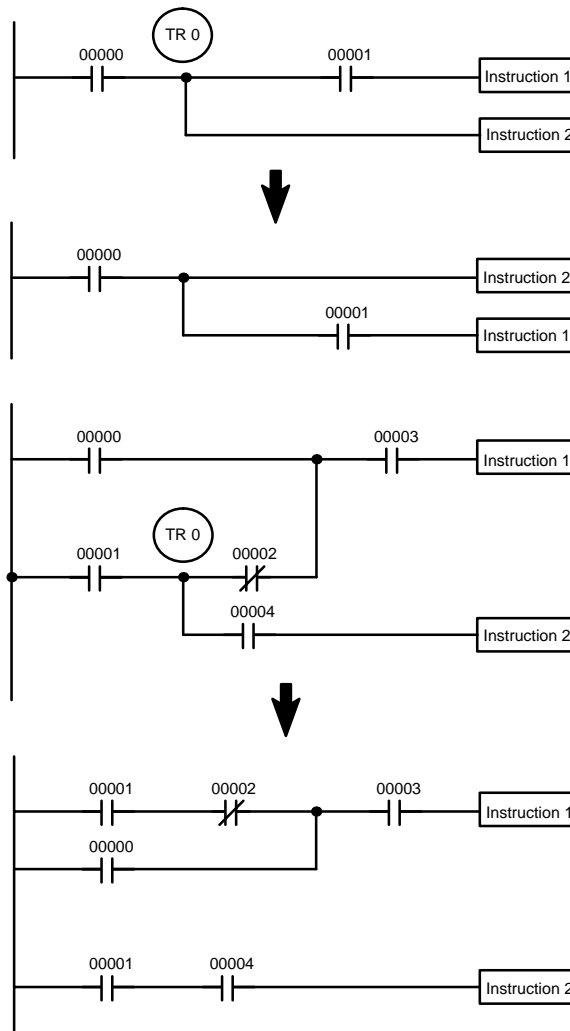 TR 0
00000 00001
Instruction 1
Instruction 2
00000
Instruction 2
00001
Instruction 1
00000 00003
Instruction 1
TR 0
00001 00002
00004
Instruction 2
00001 00002 00003
Instruction 1
00000
00001 00004
Instruction 2